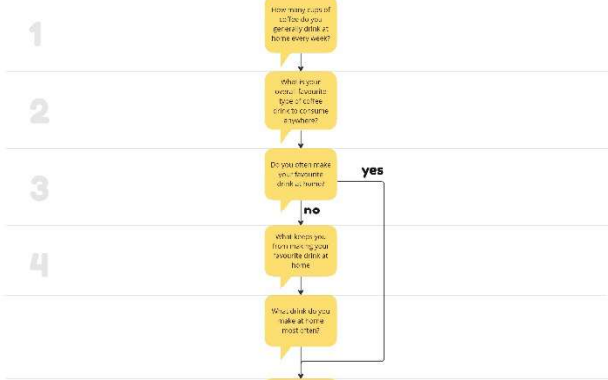 1
How many cups of
coffee do you
generally drink at
home every week?
2
What is your
overall favourite
type of coffee
drink to consume
anywhere?
3
Do you often make
your favourite
drink at home?
yes
no
4
What keeps you
from making your
favourite drink at
home
What drink do you
make at home
most often?